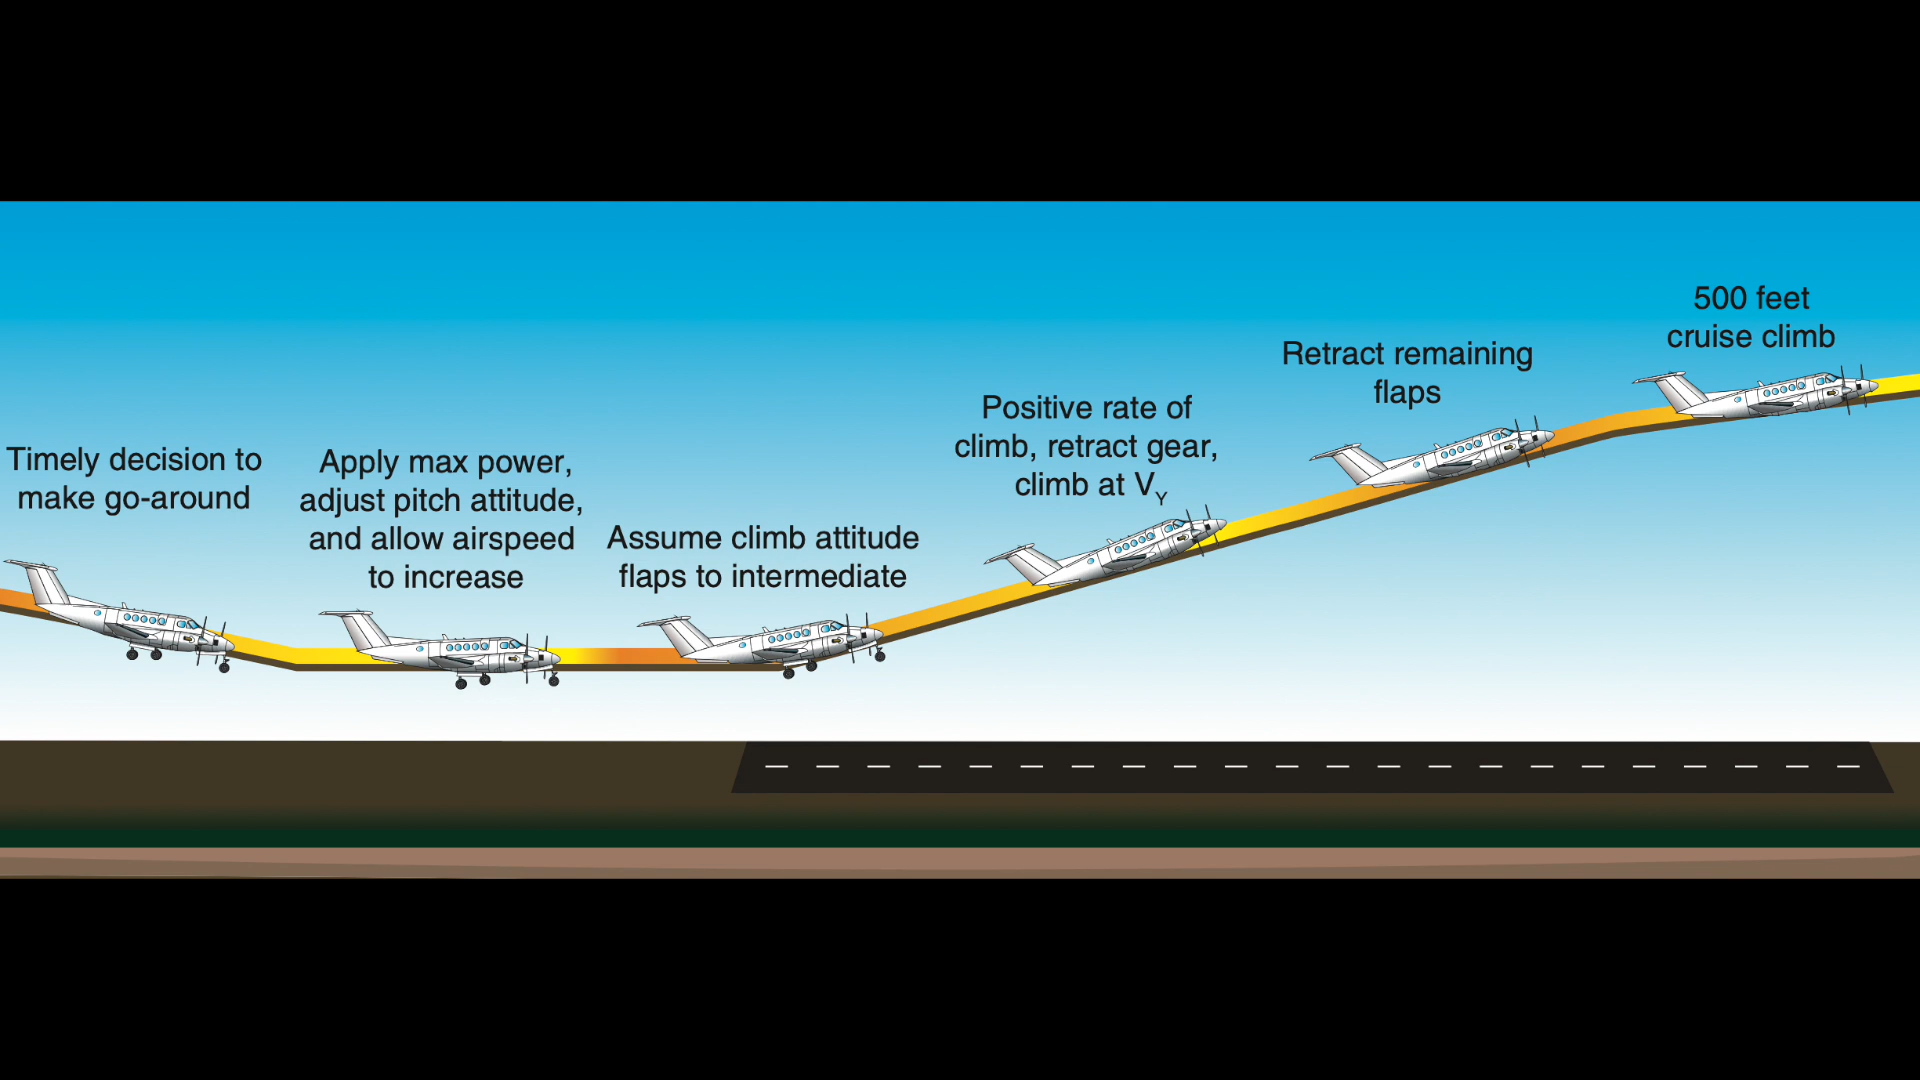 Timely decision to
make go-around
Apply max power,
adjust pitch attitude,
and allow airspeed
to increase
Assume climb attitude
flaps to intermediate
Positive rate of
climb, retract gear,
climb at VY
Retract remaining
flaps
500 feet
cruise climb